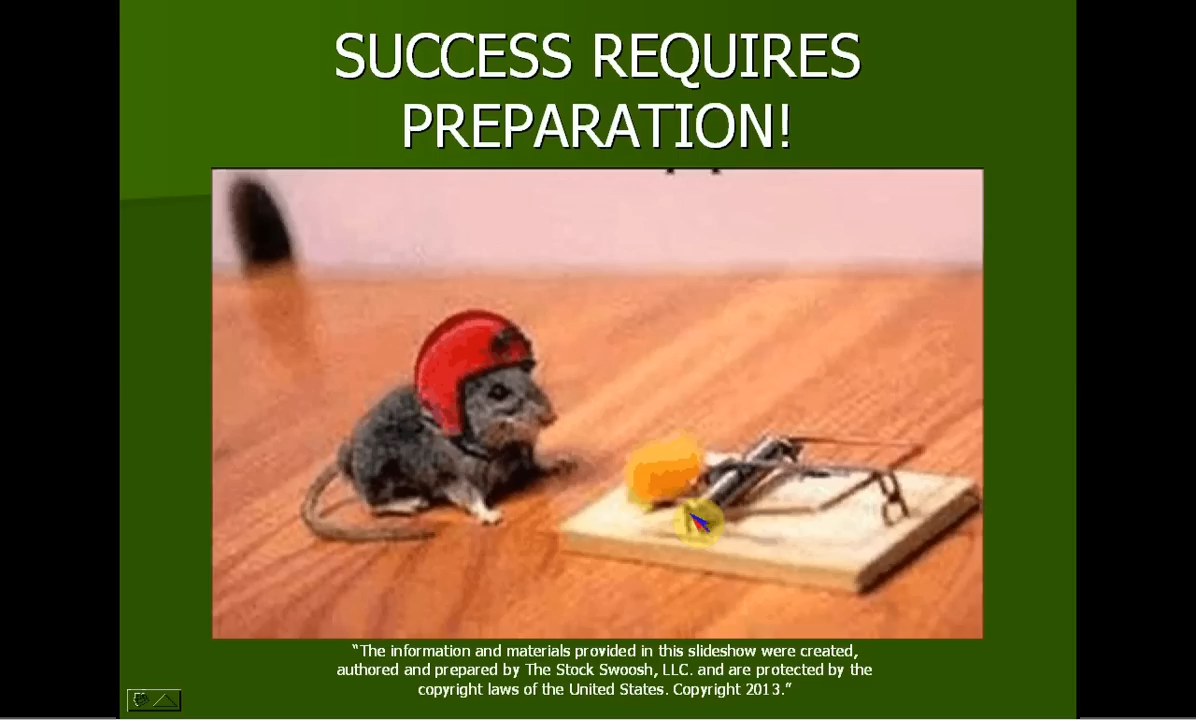 SUCCESS REQUIRES
PREPARATION!
“The information and materials provided in this slideshow were created,
authored and prepared by The Stock Swoosh, LLC. and are protected by the
copyright laws of the United States. Copyright 2013.”